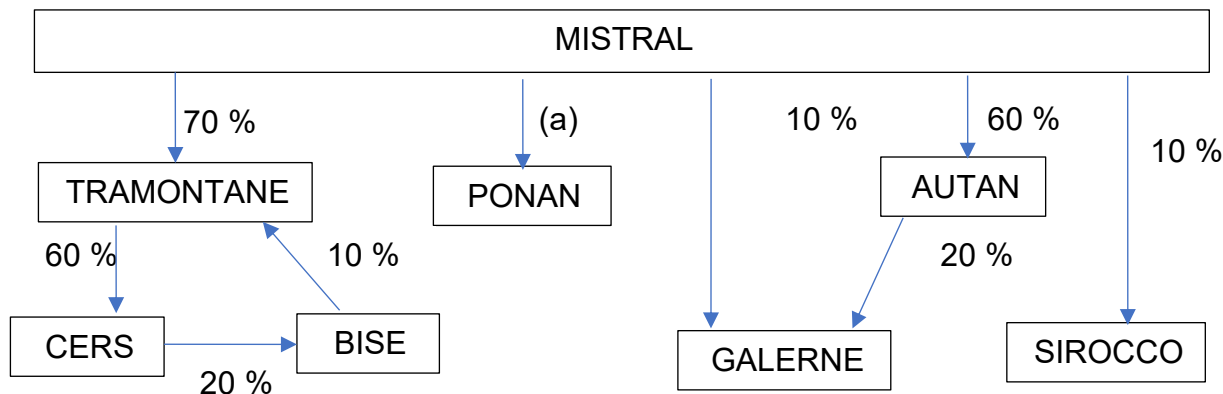 MISTRAL
70 %
(a)
10 %
60 %
10 %
TRAMONTANE
PONAN
AUTAN
60 %
10 %
20 %
CERS
BISE
GALERNE
SIROCCO
20 %